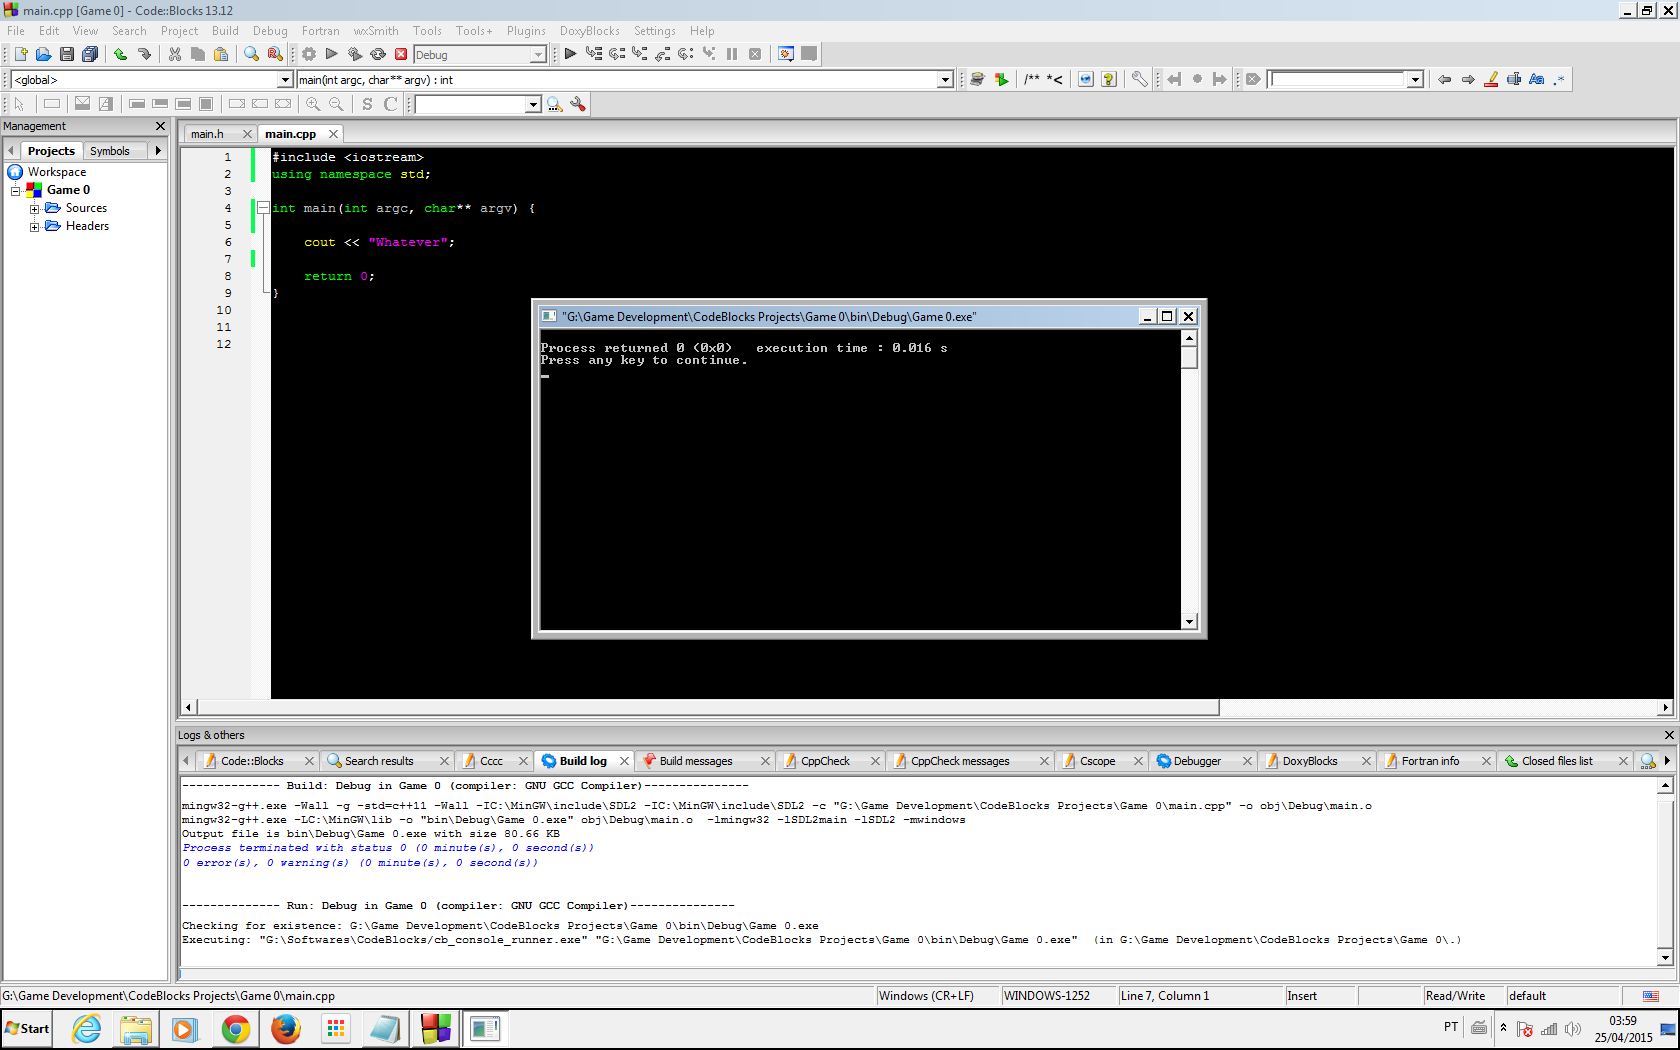 main.cpp [Game 0] - Code::Blocks 13.12
File Edit View Search Project Build Debug Fortran wxSmith Tools Tools+ Plugins DoxyBlocks Settings Help
Debug
<global> main(int argc, char** argv) : int
/** *<
S C
Management
Projects Symbols
Workspace
Game 0
Sources
Headers
main.h main.cpp
1 #include <iostream>
2 using namespace std;
3
4 int main(int argc, char** argv) {
5
6 cout << "Whatever";
7
8 return 0;
9 }
10
11
12
"G:\Game Development\CodeBlocks Projects\Game 0\bin\Debug\Game 0.exe"
Process returned 0 (0x0)   execution time : 0.016 s
Press any key to continue.
Logs & others
Code::Blocks Search results Cccc Build log Build messages CppCheck CppCheck messages Cscope Debugger DoxyBlocks Fortran info Closed files list
-------------- Build: Debug in Game 0 (compiler: GNU GCC Compiler)---------------
mingw32-g++.exe -Wall -g -std=c++11 -Wall -IC:\MinGW\include\SDL2 -IC:\MinGW\include\SDL2 -c "G:\Game Development\CodeBlocks Projects\Game 0\main.cpp" -o obj\Debug\main.o
mingw32-g++.exe -LC:\MinGW\lib -o "bin\Debug\Game 0.exe" obj\Debug\main.o  -lmingw32 -lSDL2main -lSDL2 -mwindows
Output file is bin\Debug\Game 0.exe with size 80.66 KB
Process terminated with status 0 (0 minute(s), 0 second(s))
0 error(s), 0 warning(s) (0 minute(s), 0 second(s))
-------------- Run: Debug in Game 0 (compiler: GNU GCC Compiler)---------------
Checking for existence: G:\Game Development\CodeBlocks Projects\Game 0\bin\Debug\Game 0.exe
Executing: "G:\Softwares\CodeBlocks/cb_console_runner.exe" "G:\Game Development\CodeBlocks Projects\Game 0\bin\Debug\Game 0.exe"  (in G:\Game Development\CodeBlocks Projects\Game 0\.)
G:\Game Development\CodeBlocks Projects\Game 0\main.cpp Windows (CR+LF) WINDOWS-1252 Line 7, Column 1 Insert Read/Write default
Start PT 03:59
25/04/2015